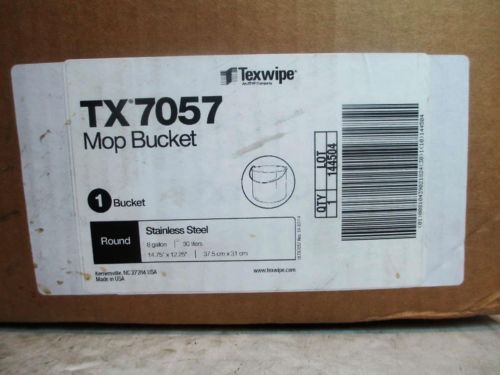 Texwipe®
TX®7057
Mop Bucket
1 Bucket
Round
Stainless Steel
8 gallon | 30 liters
14.75" x 12.25" | 37.5 cm x 31 cm
Kernersville, NC 27284 USA
Made in USA
www.texwipe.com
QTY LOT
1 144504